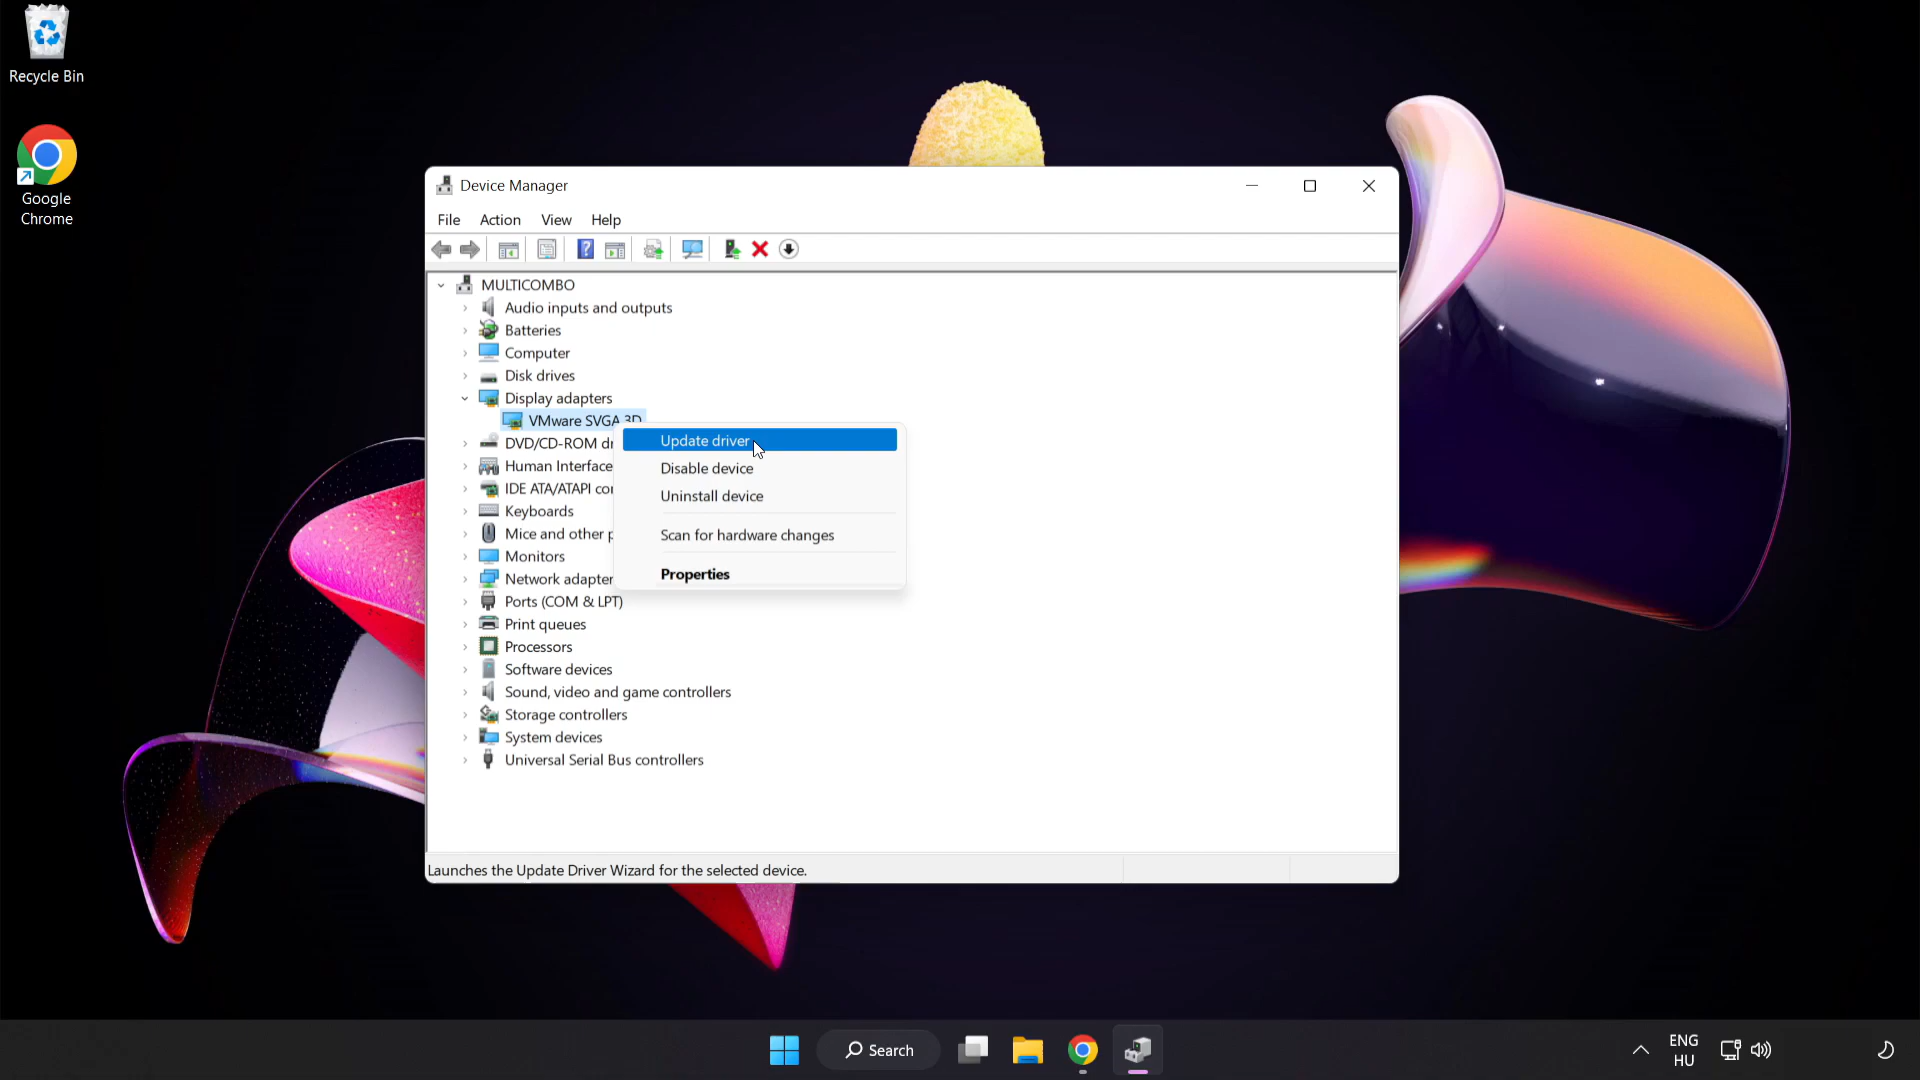 Recycle Bin
Google
Chrome
Device Manager
File Action View Help
MULTICOMBO
Audio inputs and outputs
Batteries
Computer
Disk drives
Display adapters
VMware SVGA 3D
DVD/CD-ROM dr
Human Interface
IDE ATA/ATAPI con
Keyboards
Mice and other p
Monitors
Network adapter
Ports (COM & LPT)
Print queues
Processors
Software devices
Sound, video and game controllers
Storage controllers
System devices
Universal Serial Bus controllers
Update driver
Disable device
Uninstall device
Scan for hardware changes
Properties
Launches the Update Driver Wizard for the selected device.
Search
ENG
HU